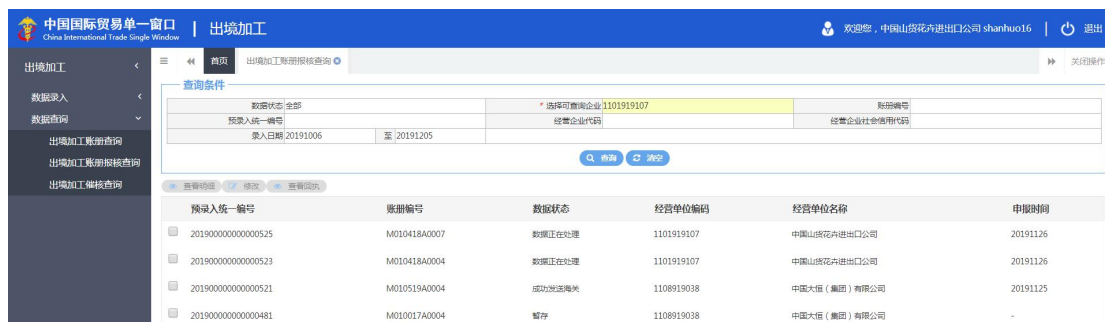 中国国际贸易单一窗口 | 出境加工
China International Trade Single Window
欢迎您，中国山货花卉进出口公司 shanhuo16 | 退出
出境加工
首页 出境加工账册报核查询
关闭操作
数据录入
数据查询
出境加工账册查询
出境加工账册报核查询
出境加工催核查询
查询条件
数据状态 全部 * 选择可查询企业 1101919107 账册编号
预录入统一编号 经营企业代码 经营企业社会信用代码
录入日期 20191006 至 20191205
查询 清空
查看明细 修改 查看回执
预录入统一编号 账册编号 数据状态 经营单位编码 经营单位名称 申报时间
201900000000000525 M010418A0007 数据正在处理 1101919107 中国山货花卉进出口公司 20191126
201900000000000523 M010418A0004 数据正在处理 1101919107 中国山货花卉进出口公司 20191126
201900000000000521 M010519A0004 成功发送海关 1108919038 中国大恒（集团）有限公司 20191125
201900000000000481 M010017A0004 暂存 1108919038 中国大恒（集团）有限公司 -